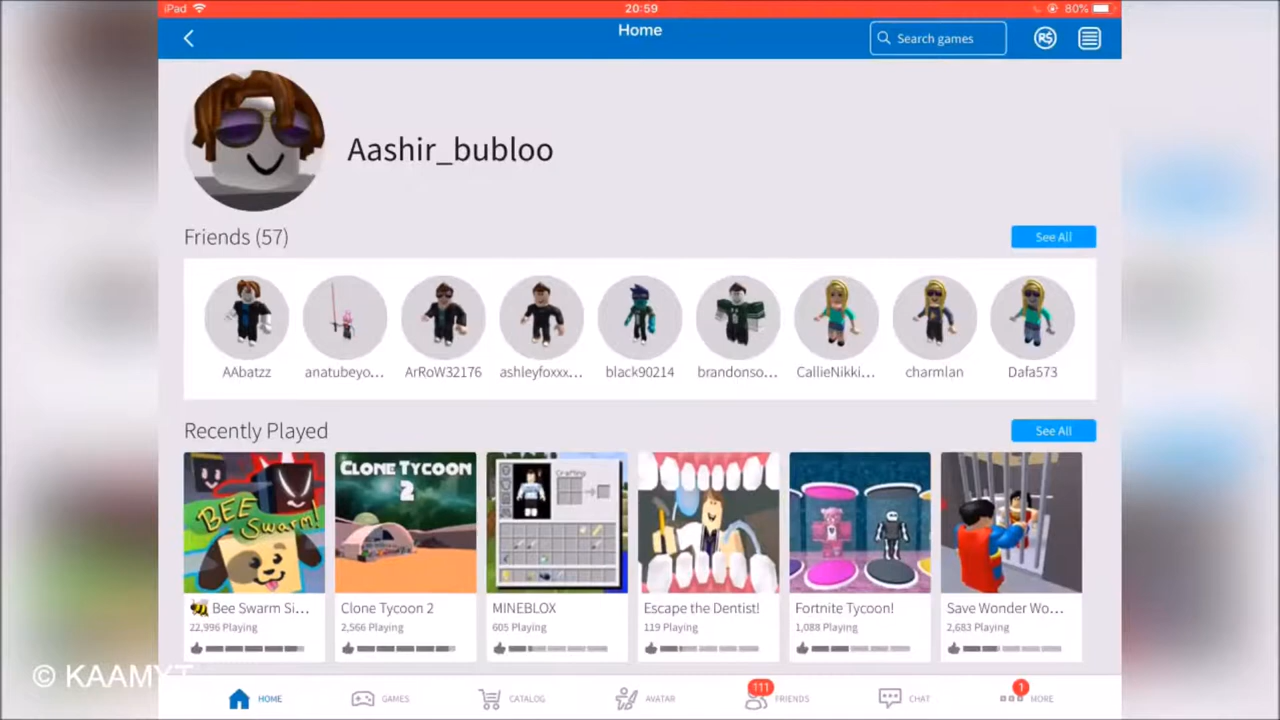 iPad 20:59 80%
Home
Search games
R$
Aashir_bubloo
Friends (57) See All
AAbatzz anatubeyo... ArRoW32176 ashleyfoxxx... black90214 brandonso... CallieNikki... charmlan Dafa573
Recently Played See All
BEE Swarm!
CLONE TYCOON 2
Crafting
Bee Swarm Si... Clone Tycoon 2 MINEBLOX Escape the Dentist! Fortnite Tycoon! Save Wonder Wo...
22,996 Playing 2,566 Playing 605 Playing 119 Playing 1,088 Playing 2,683 Playing
© KAAMYT
111 1
HOME GAMES CATALOG AVATAR FRIENDS CHAT MORE